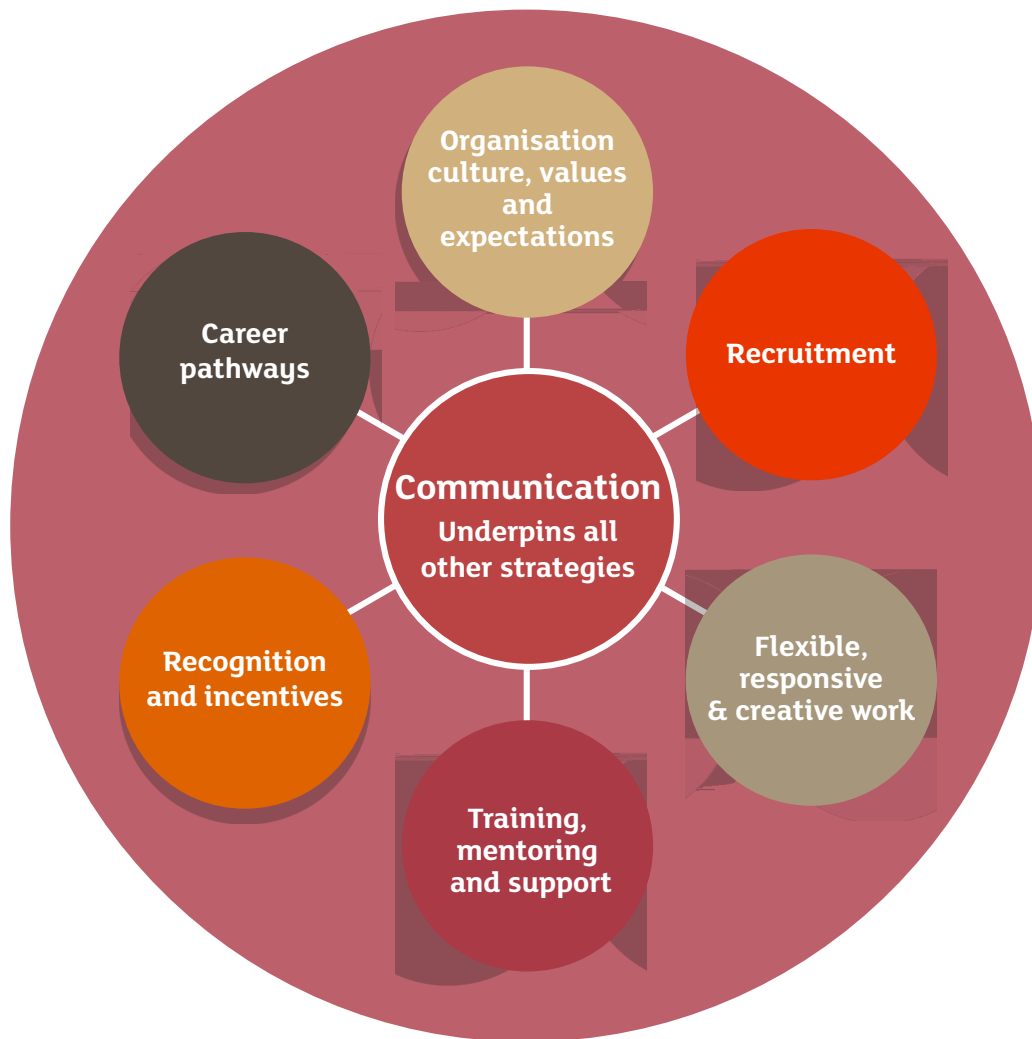 Organisation
culture, values
and
expectations
Career
pathways
Recruitment
Communication
Underpins all
other strategies
Recognition
and incentives
Flexible,
responsive
& creative work
Training,
mentoring
and support